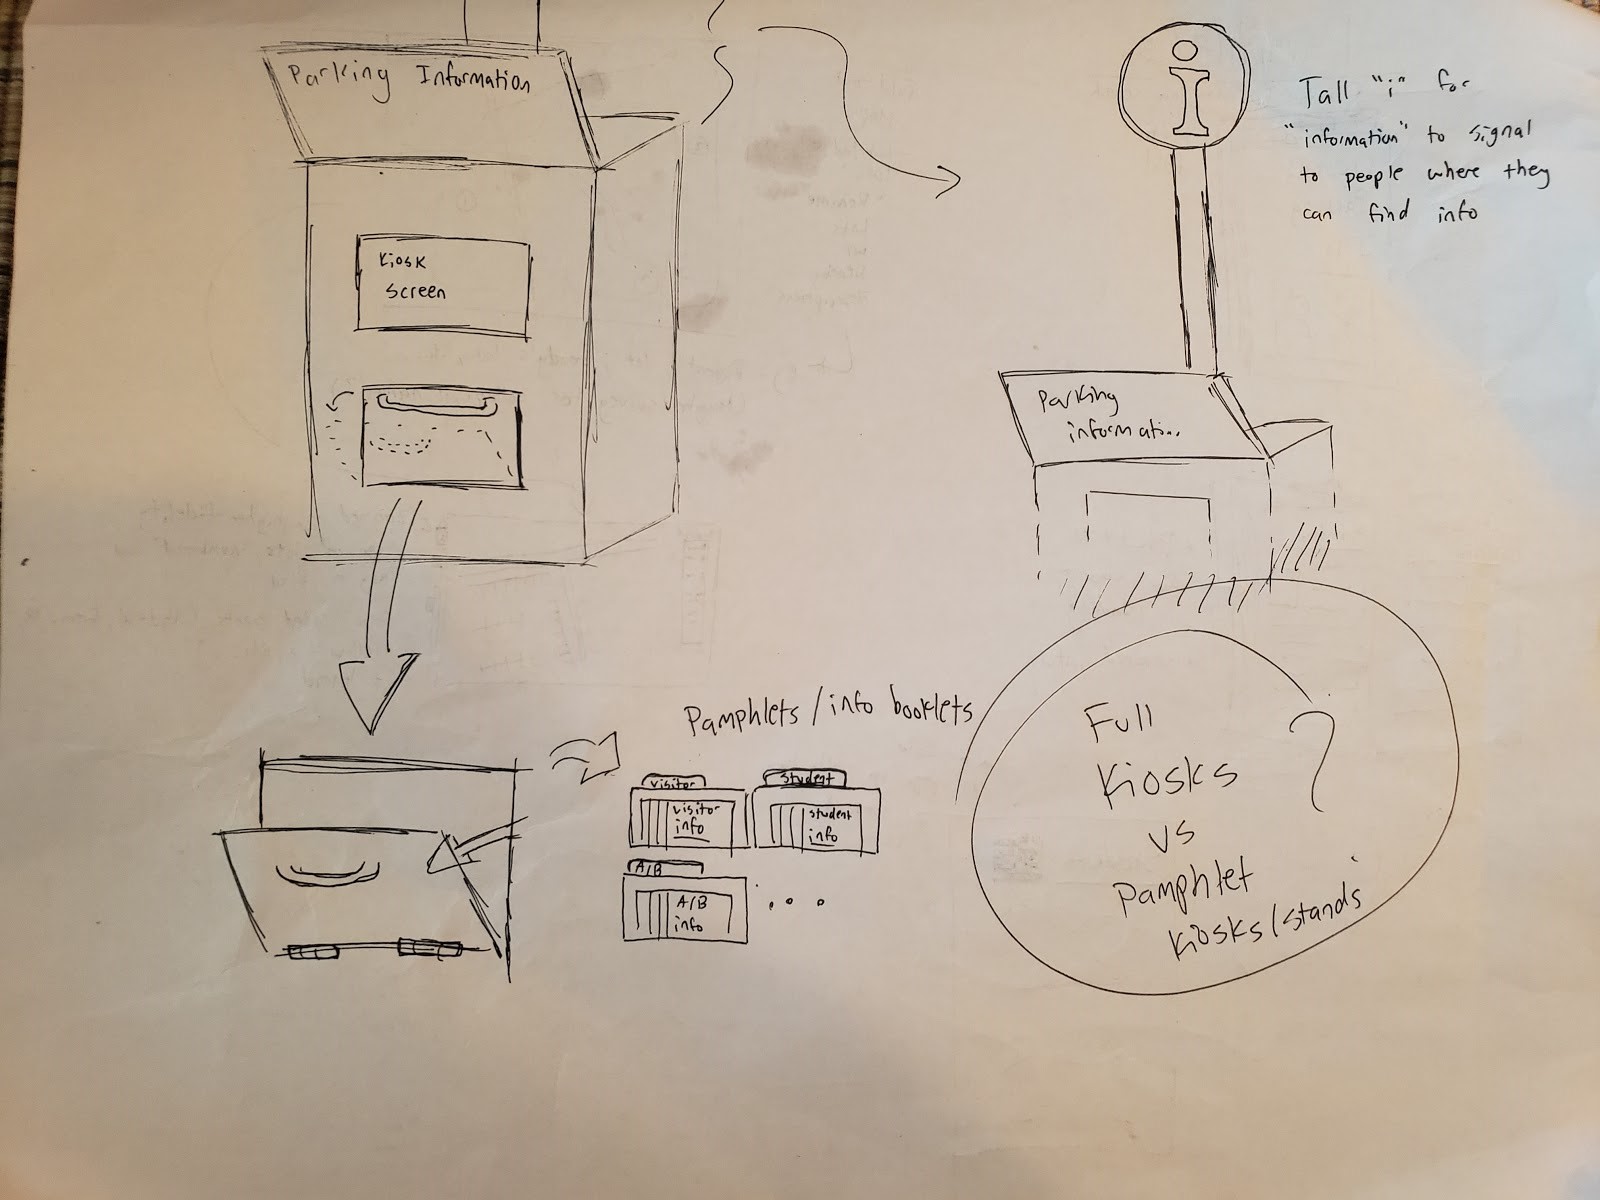 Parking Information
Kiosk
Screen
i
Tall "i" for
"information" to signal
to people where they
can find info
Parking
informati...
Pamphlets/info booklets
Visitor
visitor
info
Student
student
info
A/B
A/B
info
...
Full
Kiosks
vs
Pamphlet
Kiosks/stands
?